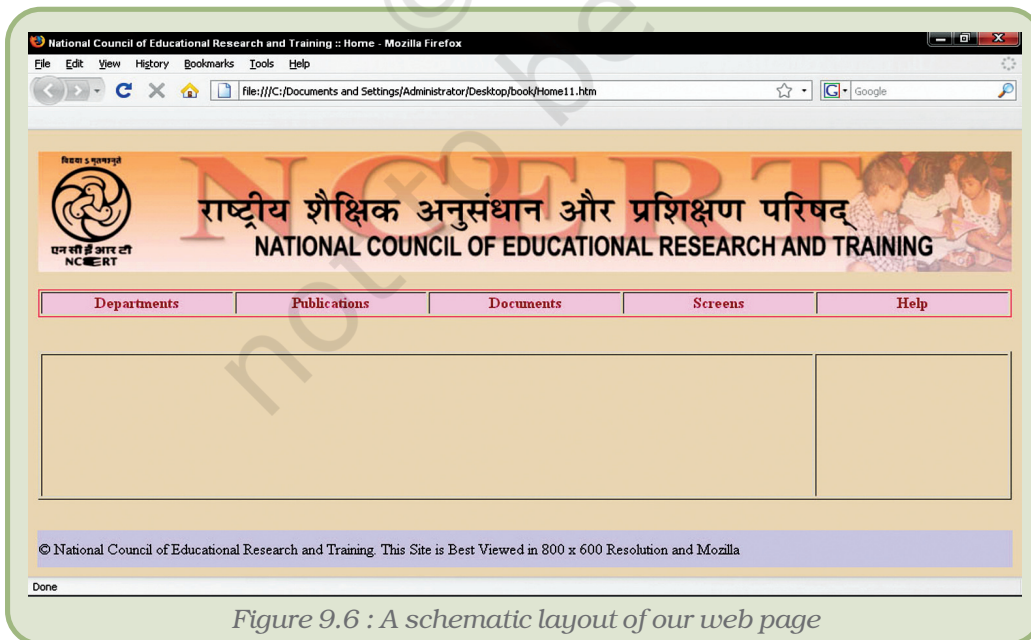 National Council of Educational Research and Training :: Home - Mozilla Firefox
File Edit View History Bookmarks Tools Help
file:///C:/Documents and Settings/Administrator/Desktop/book/Home11.htm
G Google
NCERT
राष्ट्रीय शैक्षिक अनुसंधान और प्रशिक्षण परिषद्
NATIONAL COUNCIL OF EDUCATIONAL RESEARCH AND TRAINING
एन सी ई आर टी
NCERT
Departments Publications Documents Screens Help
© National Council of Educational Research and Training. This Site is Best Viewed in 800 x 600 Resolution and Mozilla
Done
Figure 9.6 : A schematic layout of our web page
© not to be